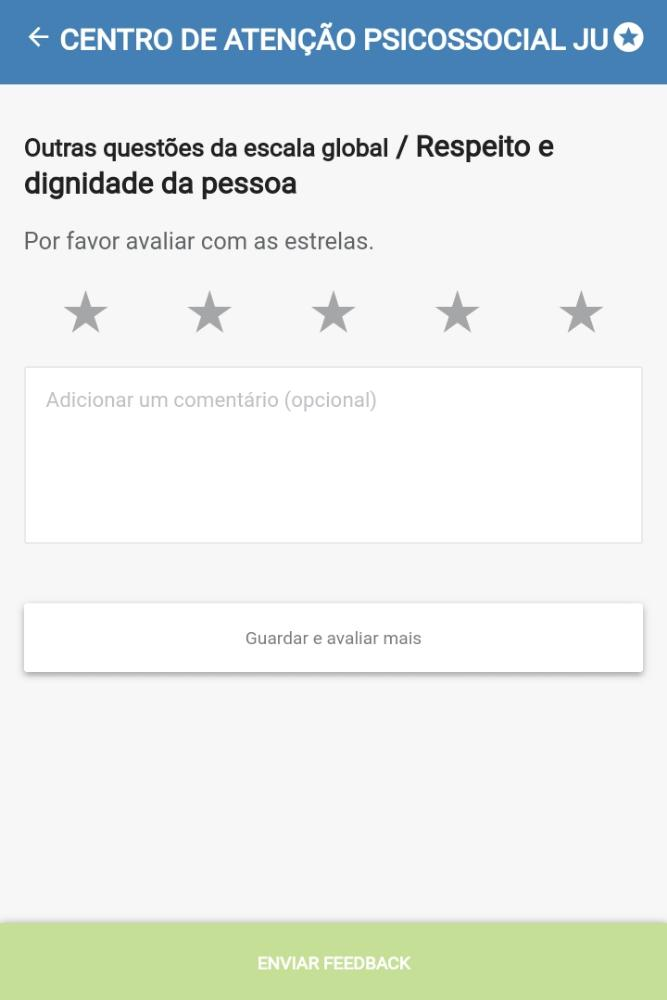 CENTRO DE ATENÇÃO PSICOSSOCIAL JU
Outras questões da escala global / Respeito e
dignidade da pessoa
Por favor avaliar com as estrelas.
Adicionar um comentário (opcional)
Guardar e avaliar mais
ENVIAR FEEDBACK